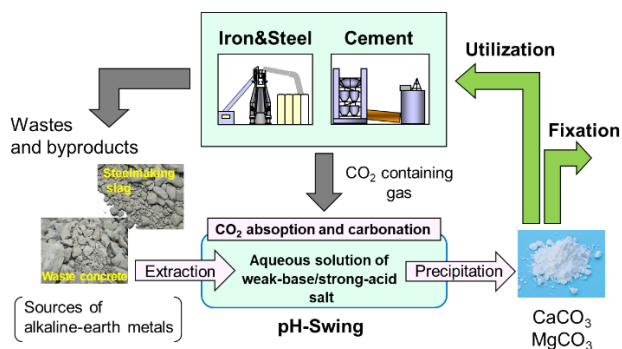 Iron&Steel
Cement
Utilization
Fixation
Wastes
and byproducts
Steelmaking
slag
Waste concrete
Sources of
alkaline-earth metals
CO₂ containing
gas
CO₂ absoption and carbonation
Extraction
Aqueous solution of
weak-base/strong-acid
salt
Precipitation
pH-Swing
CaCO₃
MgCO₃